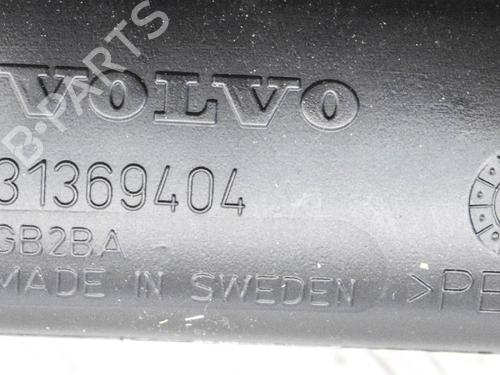 VOLVO
31369404
GB2BA
MADE IN SWEDEN
>PE
B-PARTS